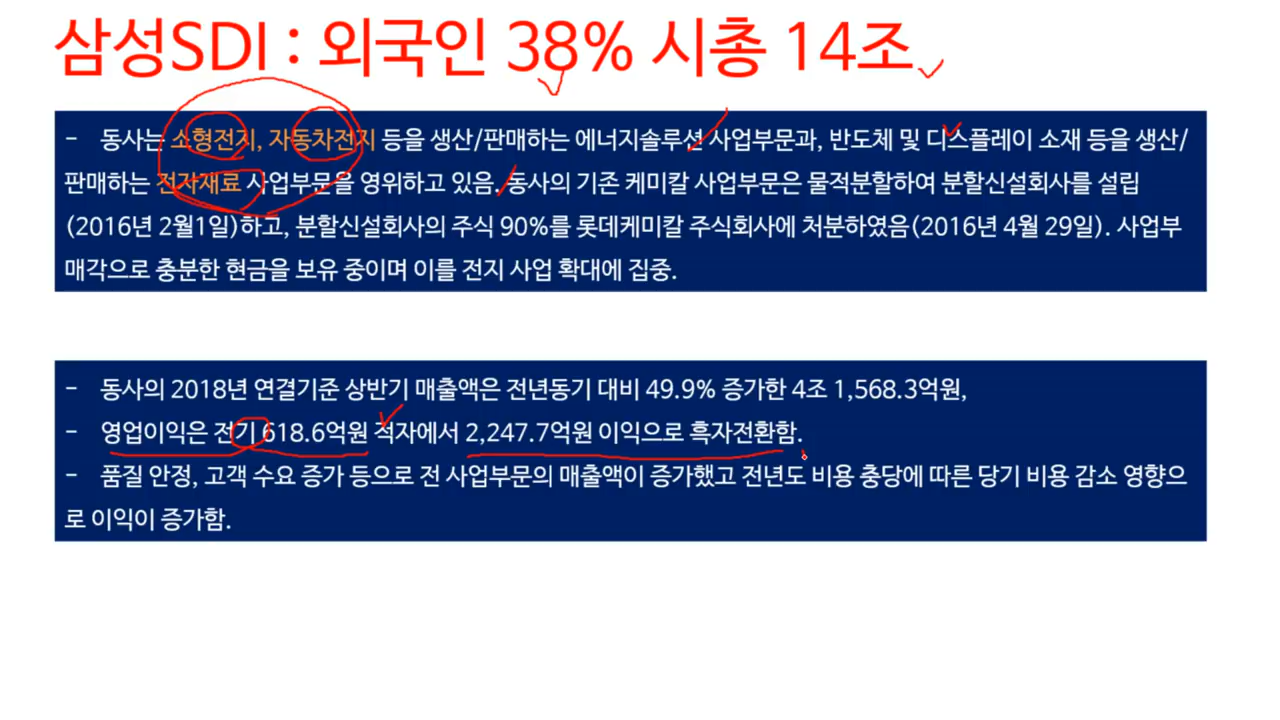 삼성SDI : 외국인 38% 시총 14조
- 동사는 소형전지, 자동차전지 등을 생산/판매하는 에너지솔루션 사업부문과, 반도체 및 디스플레이 소재 등을 생산/
판매하는 전자재료 사업부문을 영위하고 있음. 동사의 기존 케미칼 사업부문은 물적분할하여 분할신설회사를 설립
(2016년 2월1일)하고, 분할신설회사의 주식 90%를 롯데케미칼 주식회사에 처분하였음(2016년 4월 29일). 사업부
매각으로 충분한 현금을 보유 중이며 이를 전지 사업 확대에 집중.
- 동사의 2018년 연결기준 상반기 매출액은 전년동기 대비 49.9% 증가한 4조 1,568.3억원,
- 영업이익은 전기 618.6억원 적자에서 2,247.7억원 이익으로 흑자전환함.
- 품질 안정, 고객 수요 증가 등으로 전 사업부문의 매출액이 증가했고 전년도 비용 충당에 따른 당기 비용 감소 영향으
로 이익이 증가함.